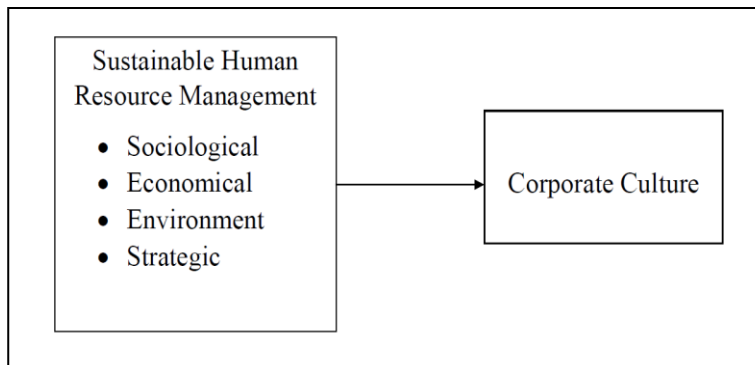 Sustainable Human
Resource Management
• Sociological
• Economical
• Environment
• Strategic
Corporate Culture